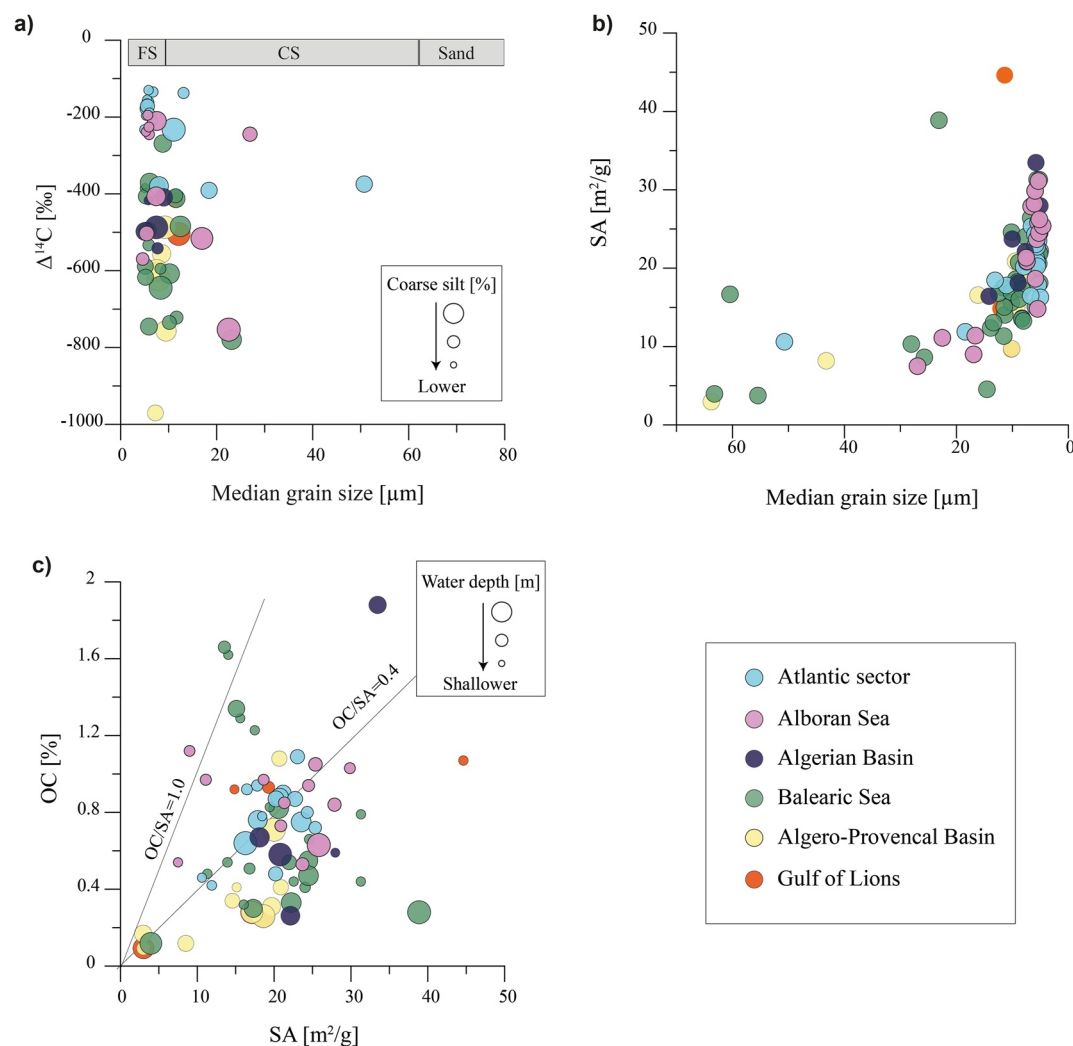 a)
FS
CS
Sand
0
-200
-400
-600
-800
-1000
Δ¹⁴C [‰]
0
20
40
60
80
Median grain size [µm]
Coarse silt [%]
Lower
b)
50
40
30
20
10
0
SA [m²/g]
60
40
20
0
Median grain size [µm]
c)
2
1.6
1.2
0.8
0.4
0
OC [%]
OC/SA=1.0
OC/SA=0.4
0
10
20
30
40
50
SA [m²/g]
Water depth [m]
Shallower
Atlantic sector
Alboran Sea
Algerian Basin
Balearic Sea
Algero-Provencal Basin
Gulf of Lions